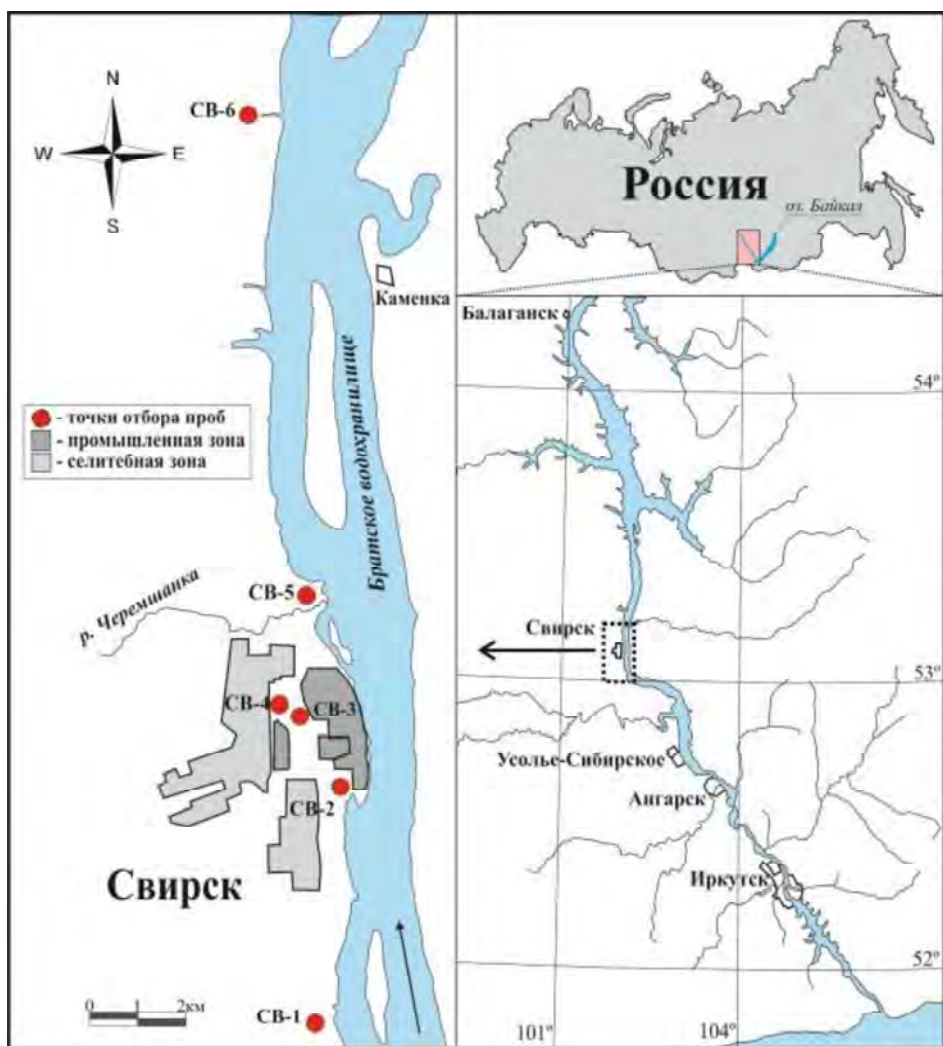 N
W
E
S
СВ-6
Каменка
Братское водохранилище
- точки отбора проб
- промышленная зона
- селитебная зона
р. Черемшанка
СВ-5
СВ-4
СВ-3
СВ-2
Свирск
0 1 2км
СВ-1
Россия
оз. Байкал
Балаганск
54°
Свирск
53°
Усолье-Сибирское
Ангарск
Иркутск
52°
101°
104°